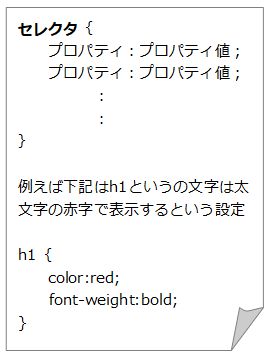 セレクタ {
プロパティ：プロパティ値；
プロパティ：プロパティ値；
：
：
}
例えば下記はh1というの文字は太
文字の赤字で表示するという設定
h1 {
color:red;
font-weight:bold;
}